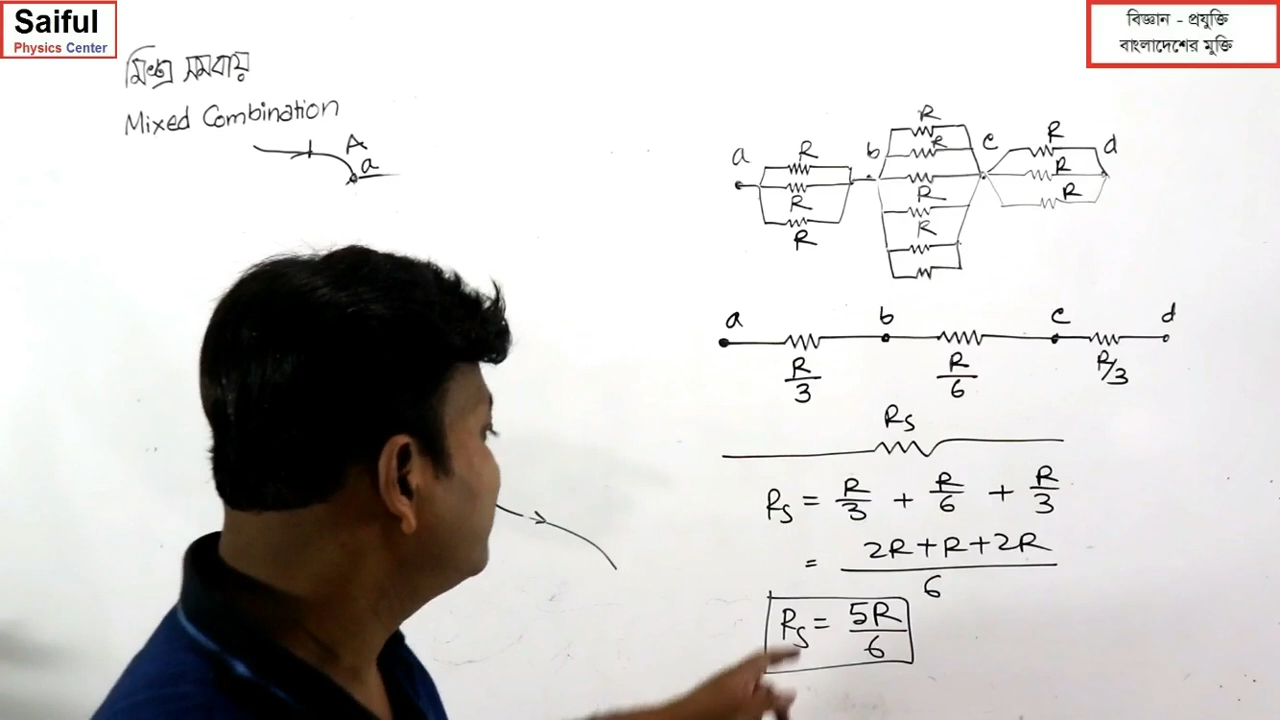 Saiful
Physics Center
বিজ্ঞান - প্রযুক্তি
বাংলাদেশের মুক্তি
মিশ্র সমবায়
Mixed Combination
A
a
a
R
R
R
b
R
R
R
R
c
R
R
R
d
a b c d
R/3 R/6 R/3
Rs
Rs = R/3 + R/6 + R/3
= (2R+R+2R)/6
Rs = 5R/6